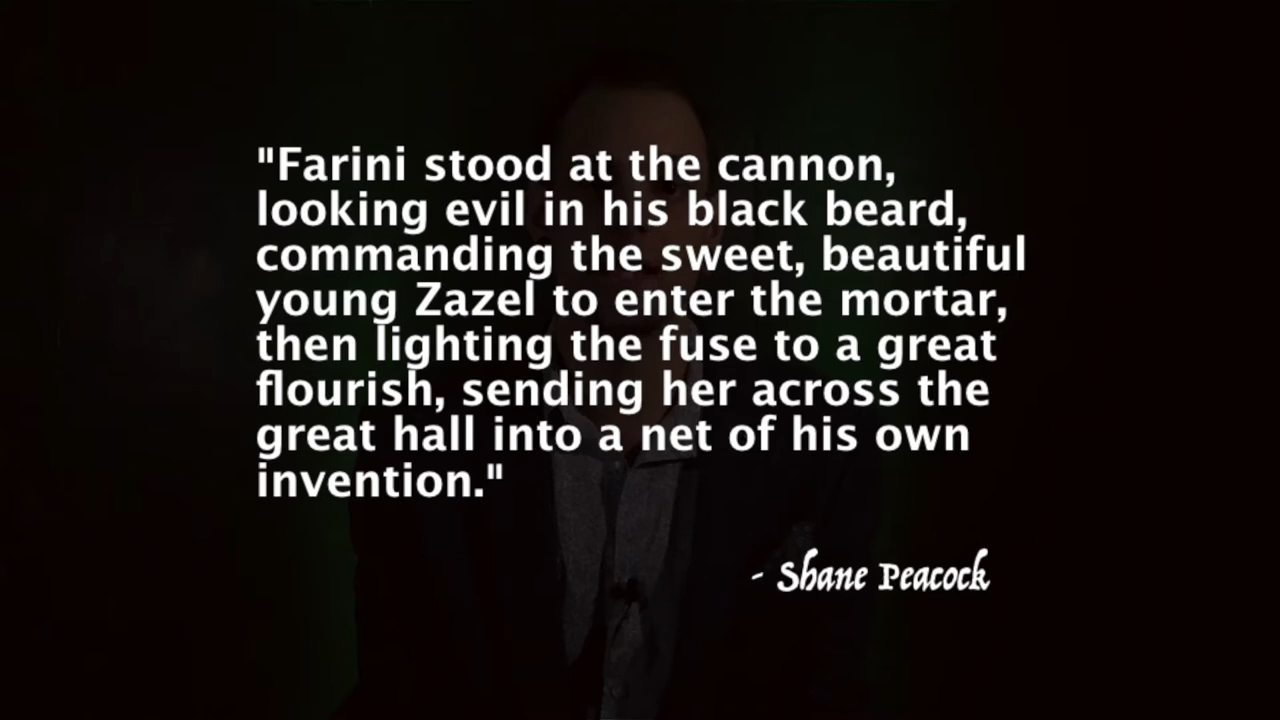 "Farini stood at the cannon,
looking evil in his black beard,
commanding the sweet, beautiful
young Zazel to enter the mortar,
then lighting the fuse to a great
flourish, sending her across the
great hall into a net of his own
invention."
- Shane Peacock